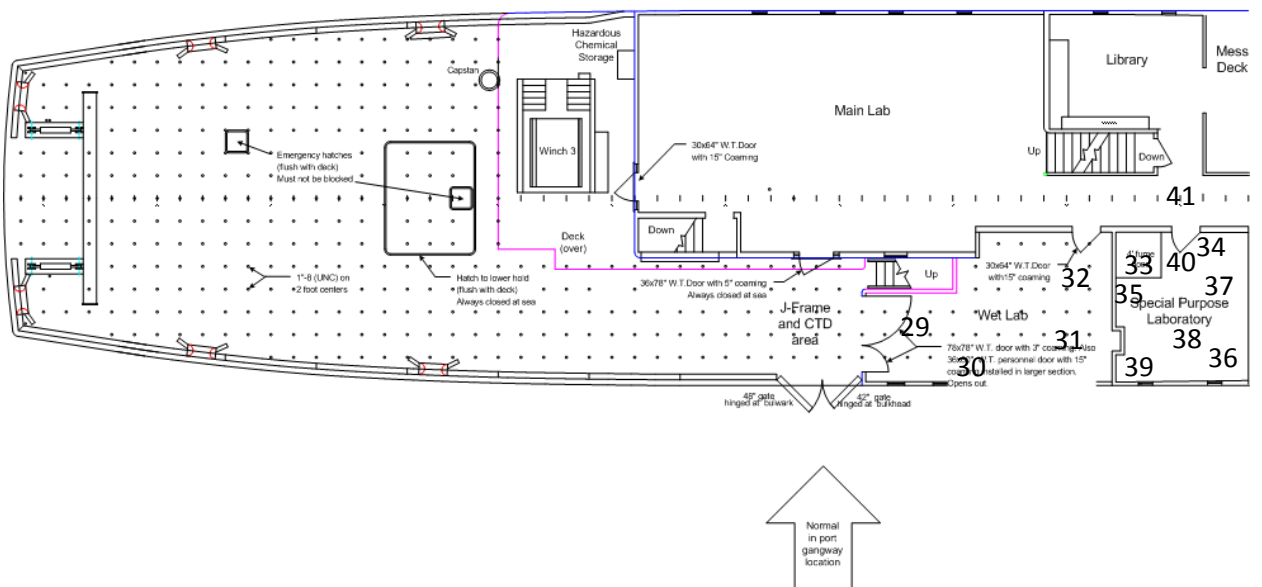 Hazardous
Chemical
Storage
Capstan
Library
Mess
Deck
Main Lab
Emergency hatches
(flush with deck)
Must not be blocked
Winch 3
30x64" W.T.Door
with 15" Coaming
Up
Down
41
Down
Deck
(over)
1"-8 (UNC) on
2 foot centers
Hatch to lower hold
(flush with deck)
Always closed at sea
36x78" W.T.Door with 5" coaming
Always closed at sea
Up
30x64" W.T.Door
with15" coaming
32
33
40
34
35
37
Special Purpose
Laboratory
J-Frame
and CTD
area
Wet Lab
29
31
38
36
39
30
78x78" W.T. door with 3" coaming. Also
W.T. personnel door with 15"
installed in larger section.
Opens out.
48" gate
hinged at bulwark
42" gate
hinged at bulkhead
Normal
in port
gangway
location